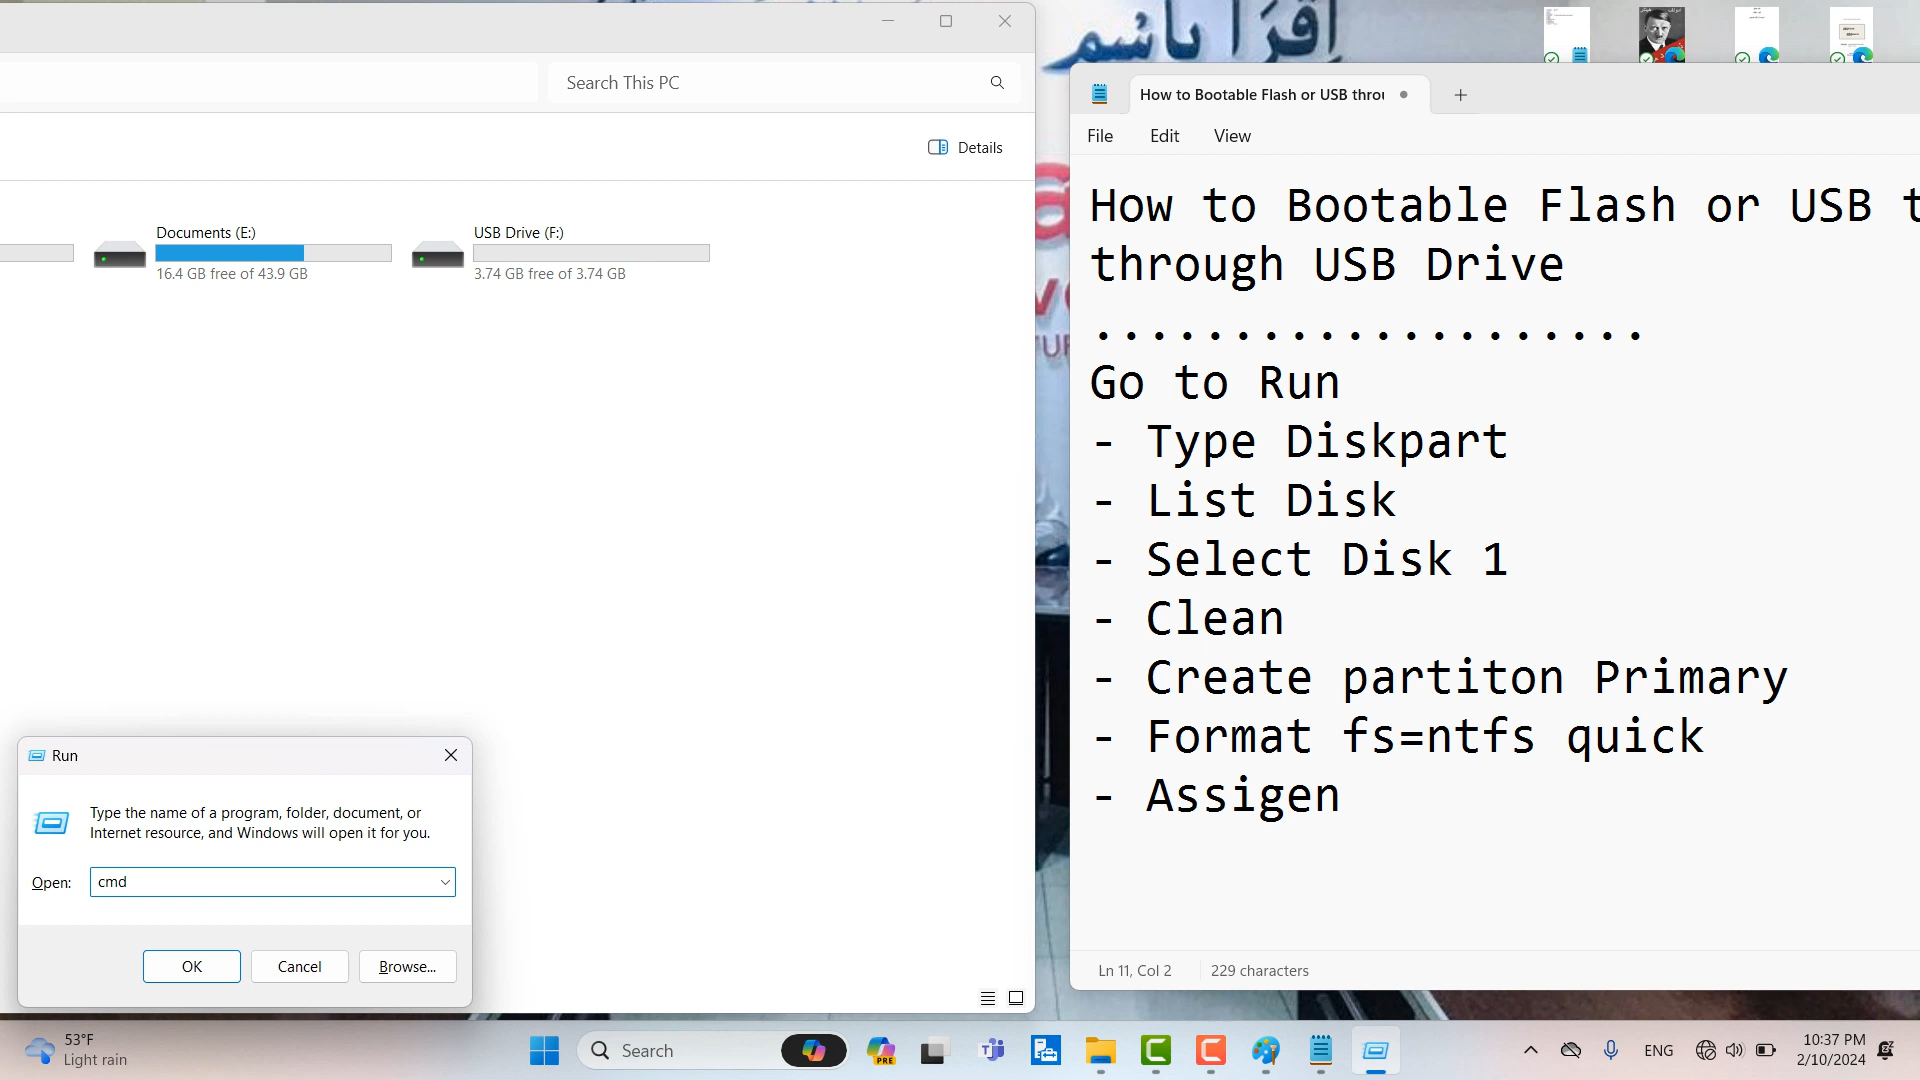 اقرأ باسم
Search This PC
Details
Documents (E:)
16.4 GB free of 43.9 GB
USB Drive (F:)
3.74 GB free of 3.74 GB
How to Bootable Flash or USB throu
File Edit View
How to Bootable Flash or USB t
through USB Drive
....................
Go to Run
- Type Diskpart
- List Disk
- Select Disk 1
- Clean
- Create partiton Primary
- Format fs=ntfs quick
- Assigen
Ln 11, Col 2
229 characters
Run
Type the name of a program, folder, document, or
Internet resource, and Windows will open it for you.
Open:
cmd
OK
Cancel
Browse...
53°F
Light rain
Search
PRE
ENG
10:37 PM
2/10/2024